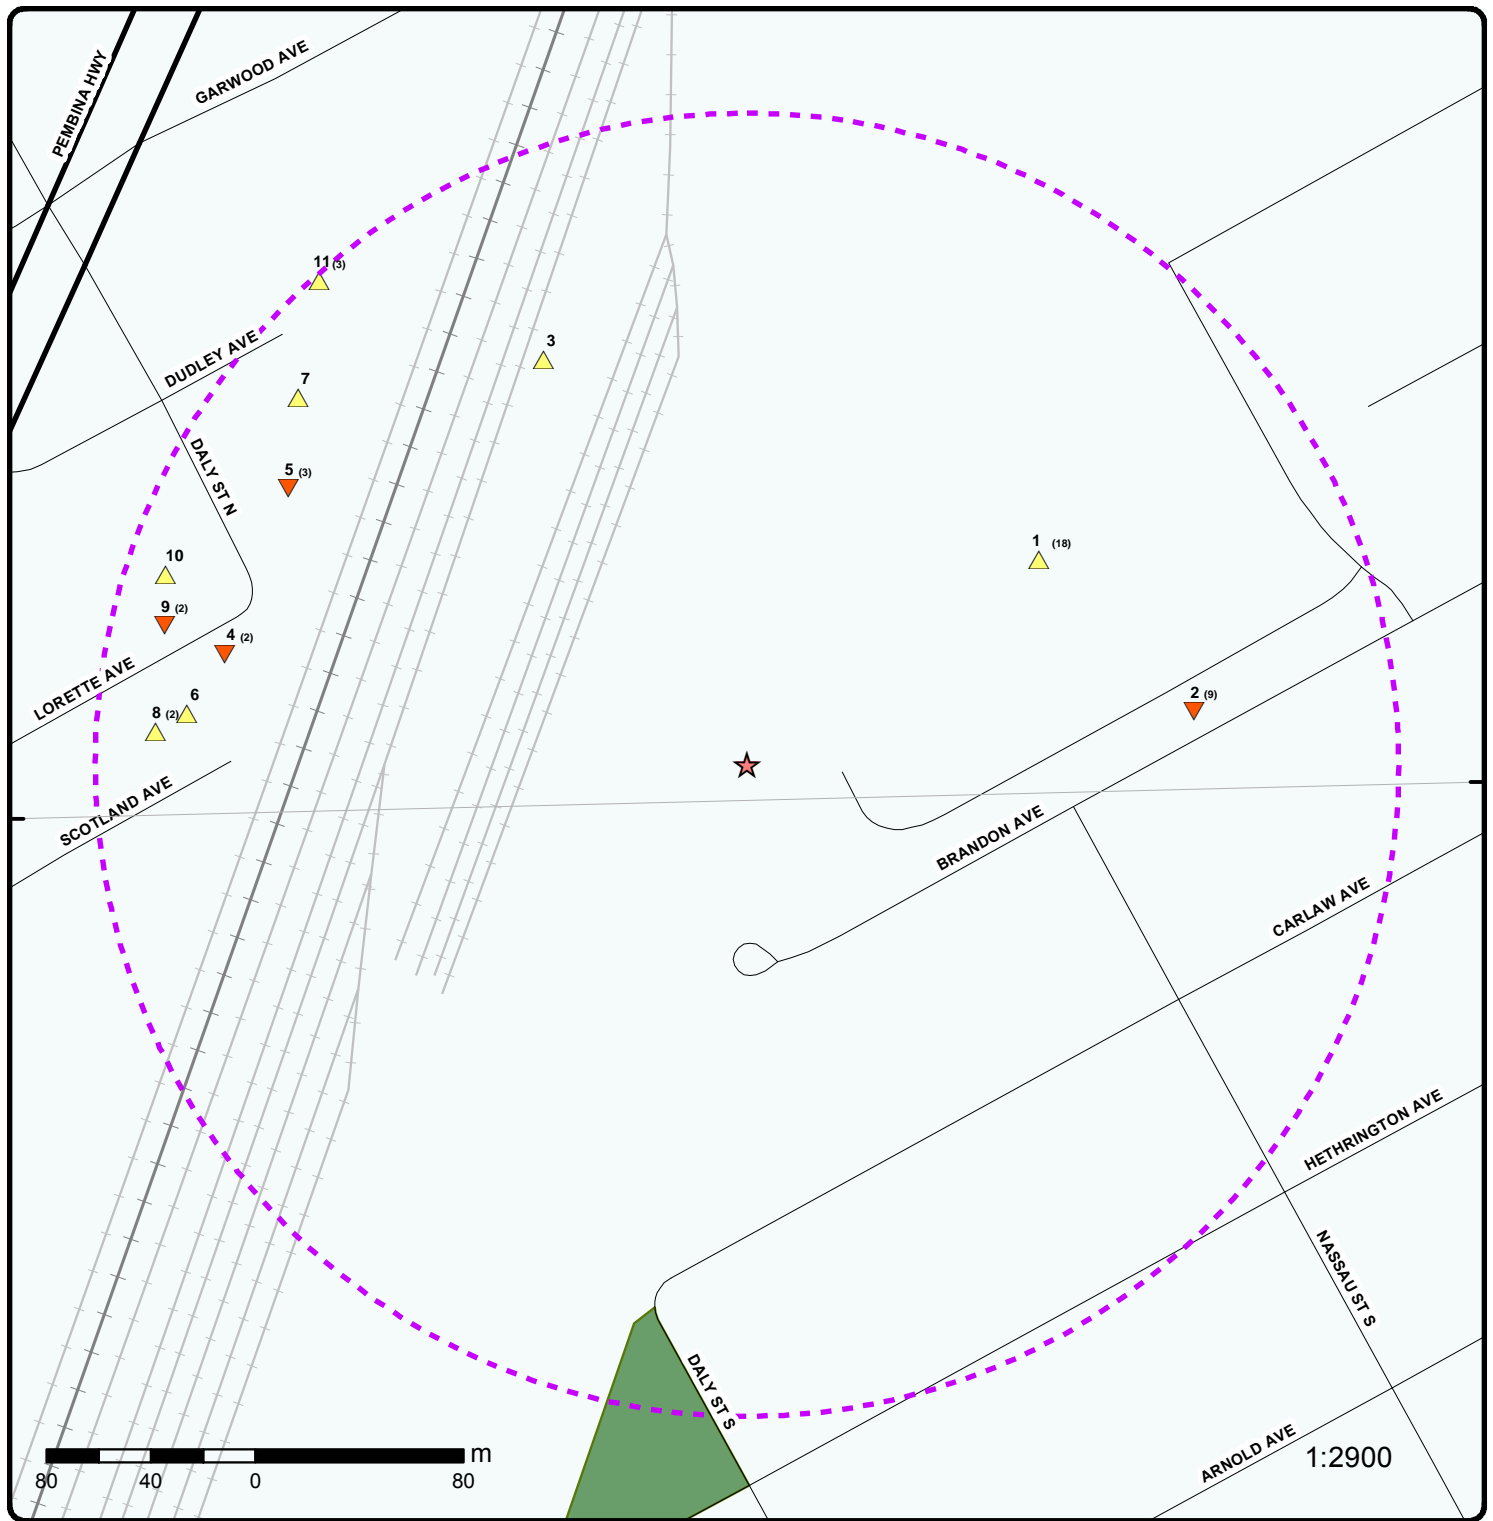 PEMBINA HWY
GARWOOD AVE
11 (3)
DUDLEY AVE
3
7
DALY ST N
5 (3)
1 (18)
10
9 (2)
4 (2)
LORETTE AVE
6
2 (9)
8 (2)
SCOTLAND AVE
BRANDON AVE
CARLAW AVE
HETHRINGTON AVE
NASSAU ST S
DALY ST S
ARNOLD AVE
m
1:2900
80 40 0 80